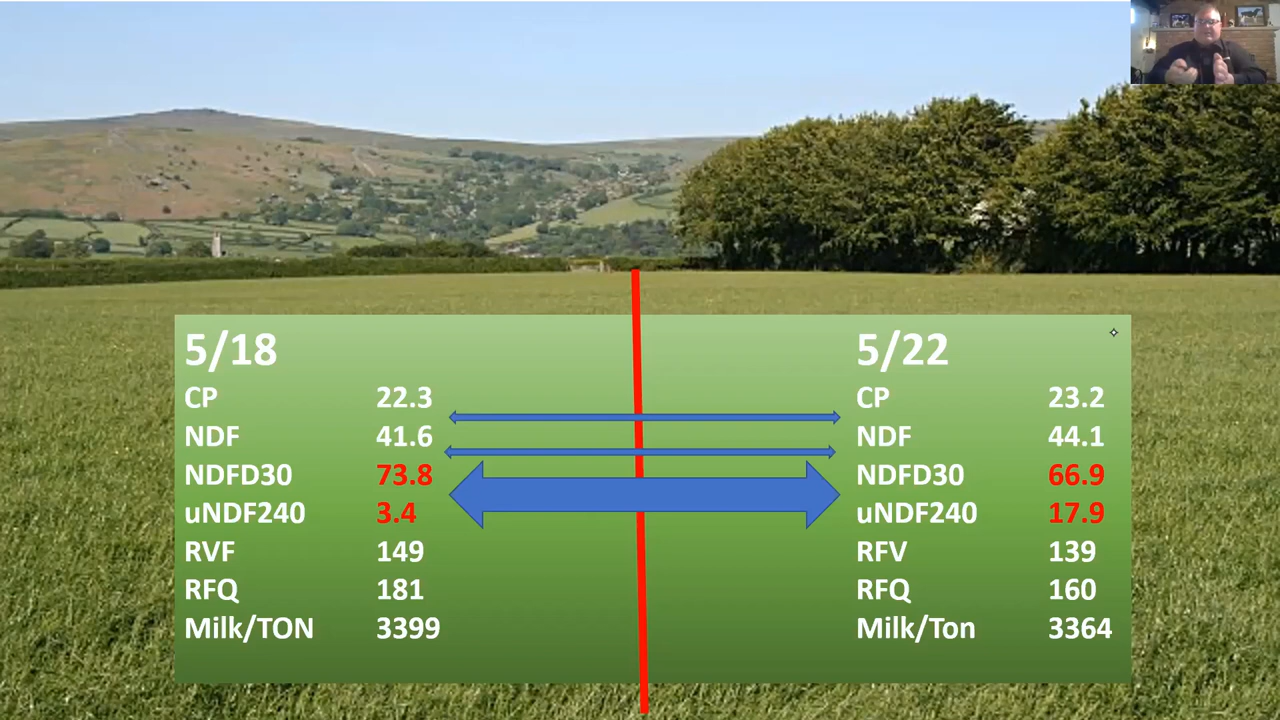 5/18
CP 22.3
NDF 41.6
NDFD30 73.8
uNDF240 3.4
RVF 149
RFQ 181
Milk/TON 3399
5/22
CP 23.2
NDF 44.1
NDFD30 66.9
uNDF240 17.9
RFV 139
RFQ 160
Milk/Ton 3364